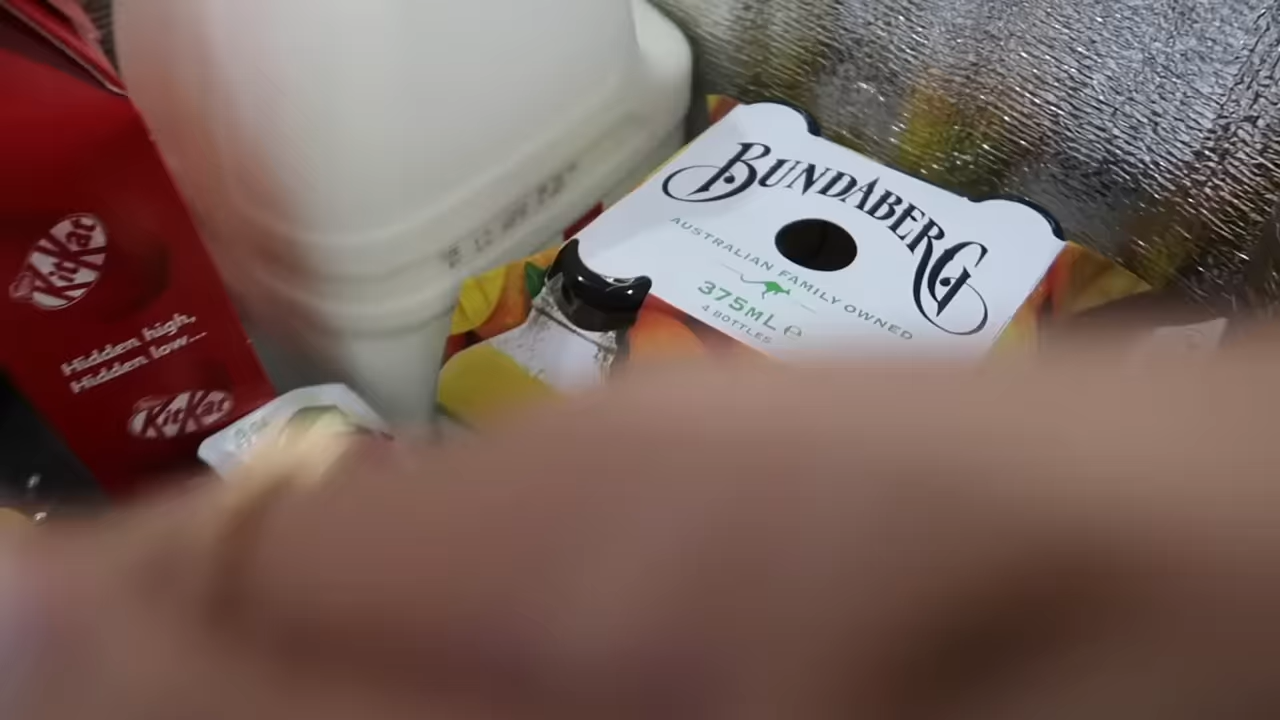 KitKat
Hidden high,
Hidden low...
KitKat
BUNDABERG
AUSTRALIAN FAMILY OWNED
375ML e
4 BOTTLES